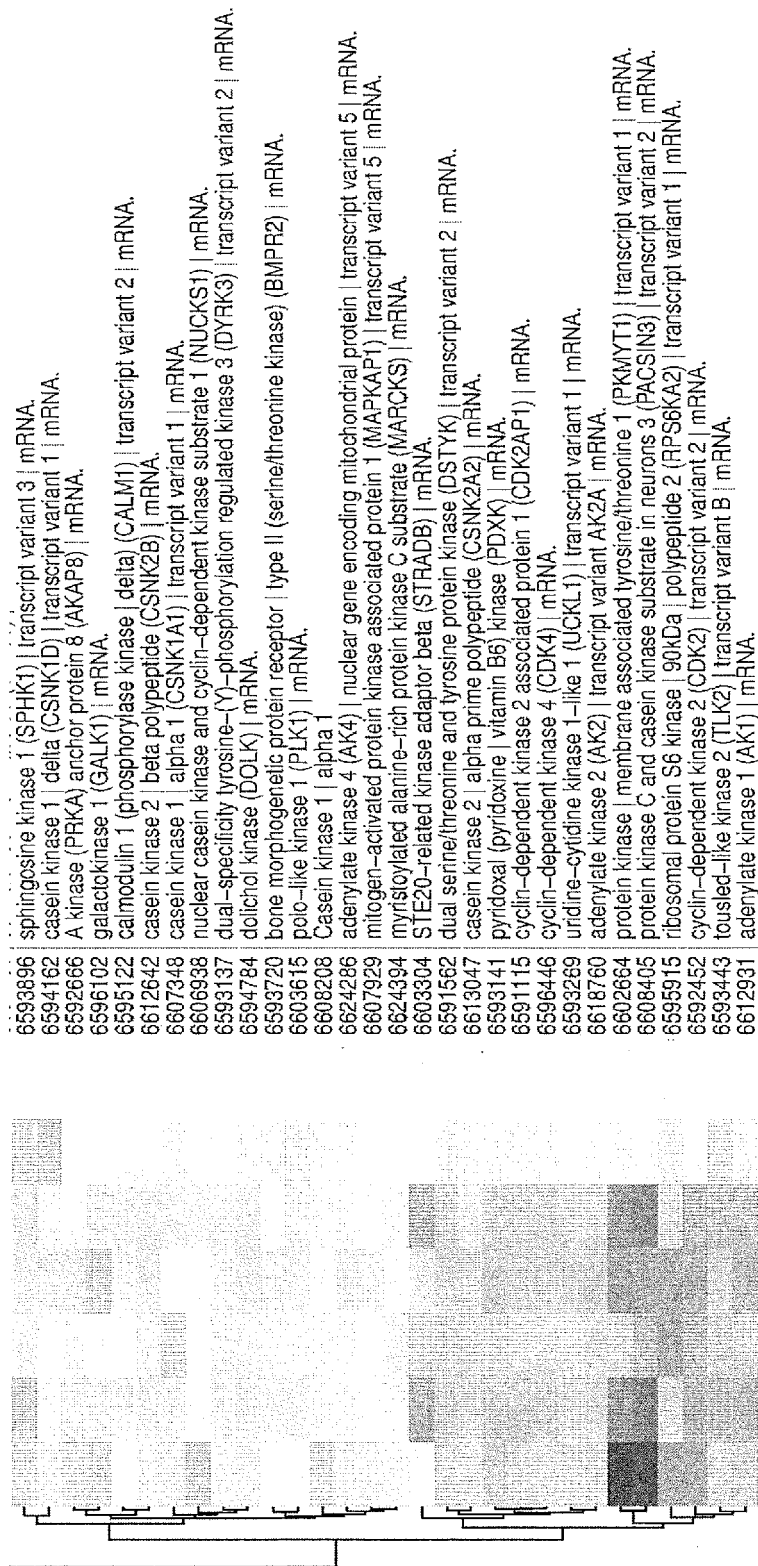 6593896 | sphingosine kinase 1 (SPHK1) | transcript variant 3 | mRNA.
6594162 | casein kinase 1 | delta (CSNK1D) | transcript variant 1 | mRNA.
6592666 | A kinase (PRKA) anchor protein 8 (AKAP8) | mRNA.
6596102 | galactokinase 1 (GALK1) | mRNA.
6595122 | calmodulin 1 (phosphorylase kinase | delta) (CALM1) | transcript variant 2 | mRNA.
6612642 | casein kinase 2 | beta polypeptide (CSNK2B) | mRNA.
6607348 | casein kinase 1 | alpha 1 (CSNK1A1) | transcript variant 1 | mRNA.
6606938 | nuclear casein kinase and cyclin-dependent kinase substrate 1 (NUCKS1) | mRNA.
6593137 | dual-specificity tyrosine-(Y)-phosphorylation regulated kinase 3 (DYRK3) | transcript variant 2 | mRNA.
6594784 | dolichol kinase (DOLK) | mRNA.
6593720 | bone morphogenetic protein receptor | type II (serine/threonine kinase) (BMPR2) | mRNA.
6603615 | polo-like kinase 1 (PLK1) | mRNA.
6608208 | Casein kinase 1 | alpha 1
6624286 | adenylate kinase 4 (AK4) | nuclear gene encoding mitochondrial protein | transcript variant 5 | mRNA.
6607929 | mitogen-activated protein kinase associated protein 1 (MAPKAP1) | transcript variant 5 | mRNA.
6624394 | myristoylated alanine-rich protein kinase C substrate (MARCKS) | mRNA.
6603304 | STE20-related kinase adaptor beta (STRADB) | mRNA.
6591562 | dual serine/threonine and tyrosine protein kinase (DSTYK) | transcript variant 2 | mRNA.
6613047 | casein kinase 2 | alpha prime polypeptide (CSNK2A2) | mRNA.
6593141 | pyridoxal (pyridoxine | vitamin B6) kinase (PDXK) | mRNA.
6591115 | cyclin-dependent kinase 2 associated protein 1 (CDK2AP1) | mRNA.
6596446 | cyclin-dependent kinase 4 (CDK4) | mRNA.
6593269 | uridine-cytidine kinase 1-like 1 (UCKL1) | transcript variant 1 | mRNA.
6618760 | adenylate kinase 2 (AK2) | transcript variant AK2A | mRNA.
6602664 | protein kinase | membrane associated tyrosine/threonine 1 (PKMYT1) | transcript variant 1 | mRNA.
6608405 | protein kinase C and casein kinase substrate in neurons 3 (PACSIN3) | transcript variant 2 | mRNA.
6595915 | ribosomal protein S6 kinase | 90kDa | polypeptide 2 (RPS6KA2) | transcript variant 1 | mRNA.
6592452 | cyclin-dependent kinase 2 (CDK2) | transcript variant 2 | mRNA.
6593443 | tousled-like kinase 2 (TLK2) | transcript variant B | mRNA.
6612931 | adenylate kinase 1 (AK1) | mRNA.